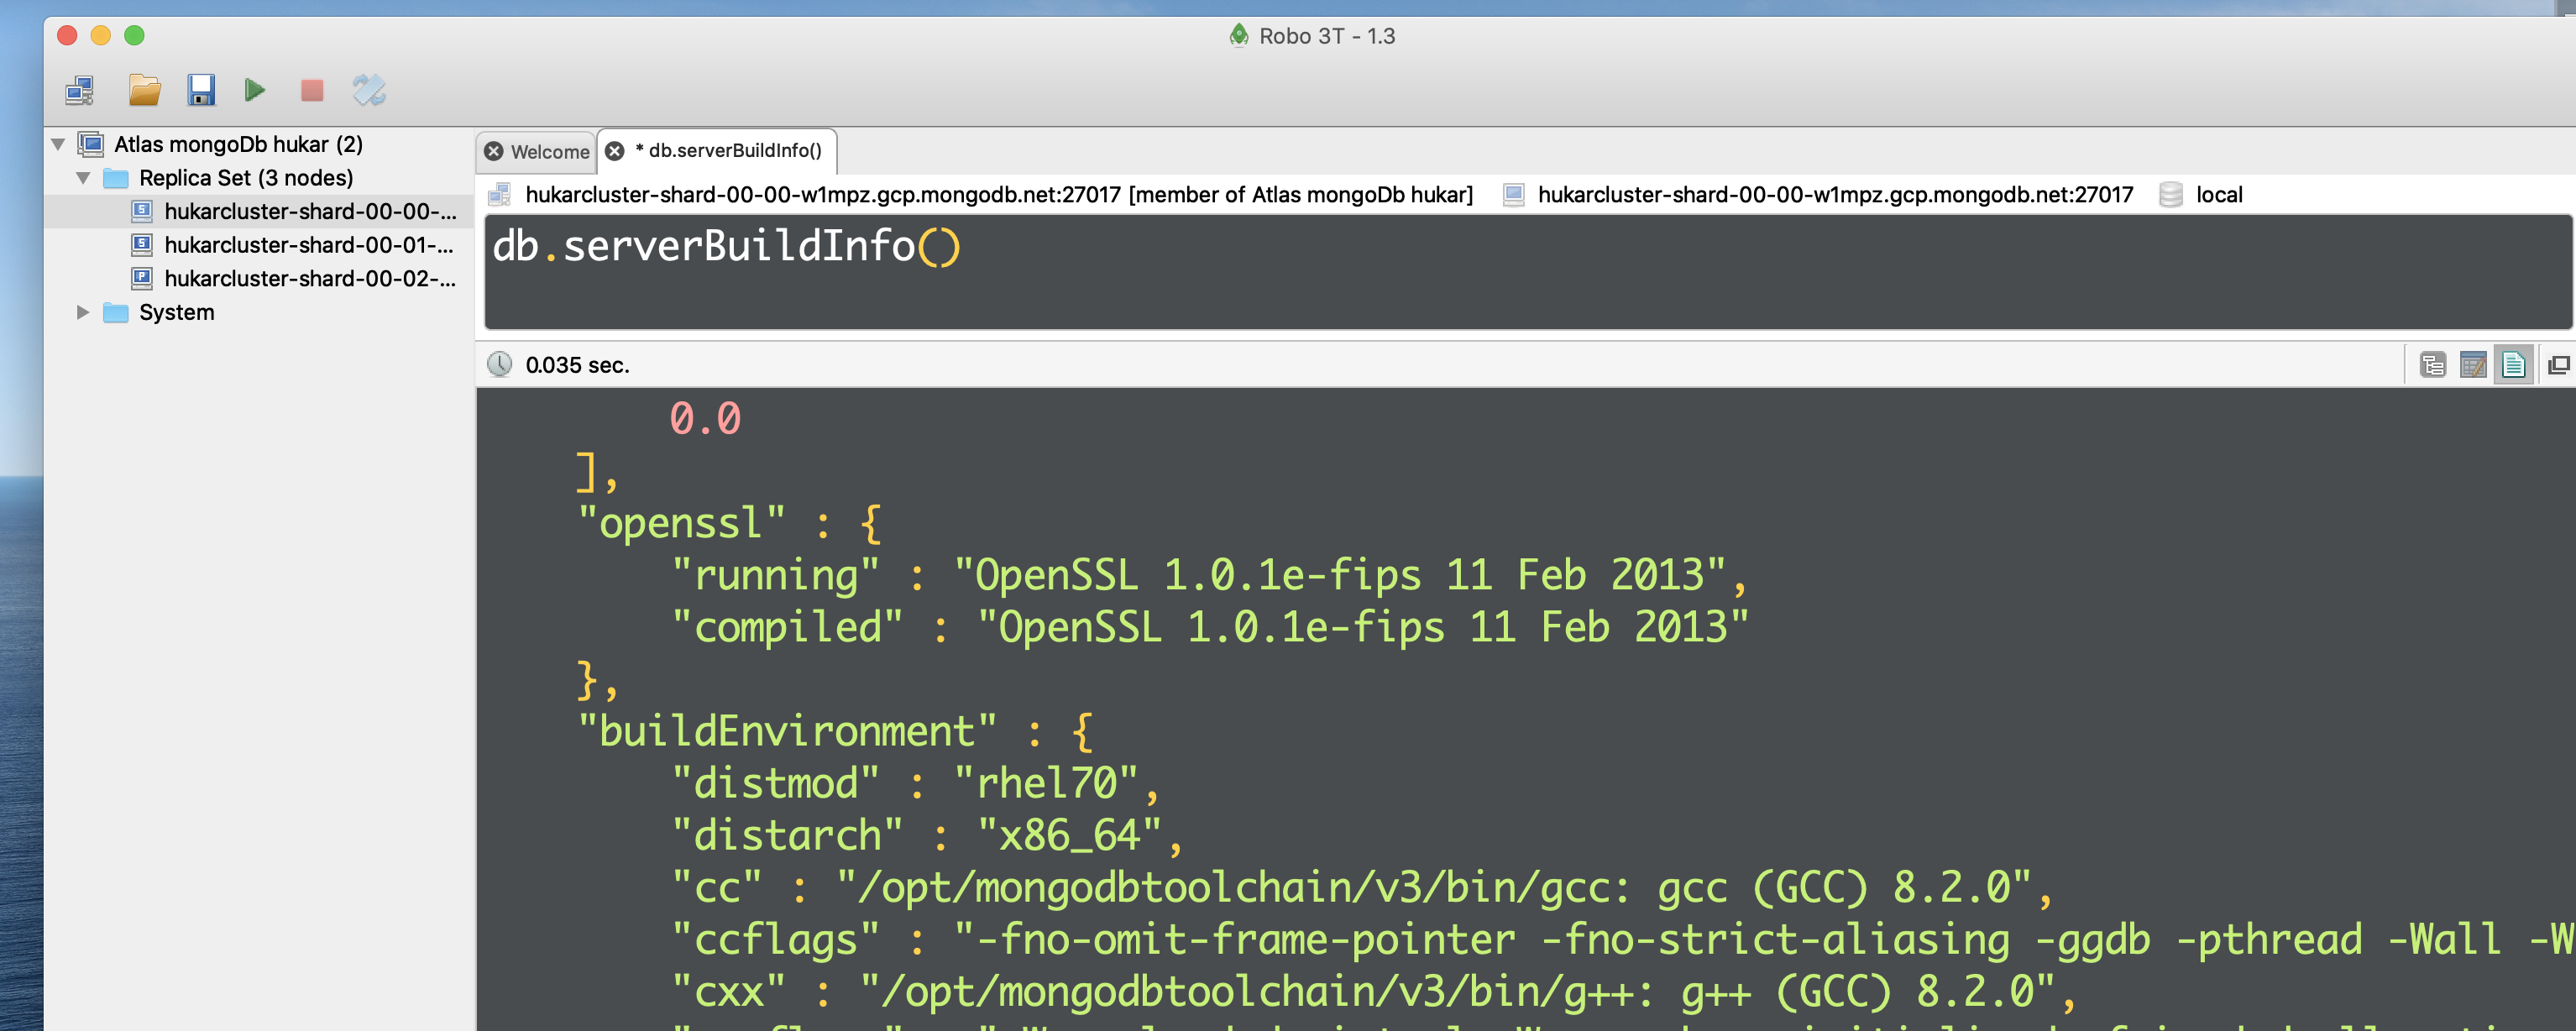 Robo 3T - 1.3
Atlas mongoDb hukar (2)
Replica Set (3 nodes)
hukarcluster-shard-00-00-...
hukarcluster-shard-00-01-...
hukarcluster-shard-00-02-...
System
Welcome
* db.serverBuildInfo()
hukarcluster-shard-00-00-w1mpz.gcp.mongodb.net:27017 [member of Atlas mongoDb hukar] hukarcluster-shard-00-00-w1mpz.gcp.mongodb.net:27017 local
db.serverBuildInfo()
0.035 sec.
0.0
],
"openssl" : {
"running" : "OpenSSL 1.0.1e-fips 11 Feb 2013",
"compiled" : "OpenSSL 1.0.1e-fips 11 Feb 2013"
},
"buildEnvironment" : {
"distmod" : "rhel70",
"distarch" : "x86_64",
"cc" : "/opt/mongodbtoolchain/v3/bin/gcc: gcc (GCC) 8.2.0",
"ccflags" : "-fno-omit-frame-pointer -fno-strict-aliasing -ggdb -pthread -Wall -W
"cxx" : "/opt/mongodbtoolchain/v3/bin/g++: g++ (GCC) 8.2.0",